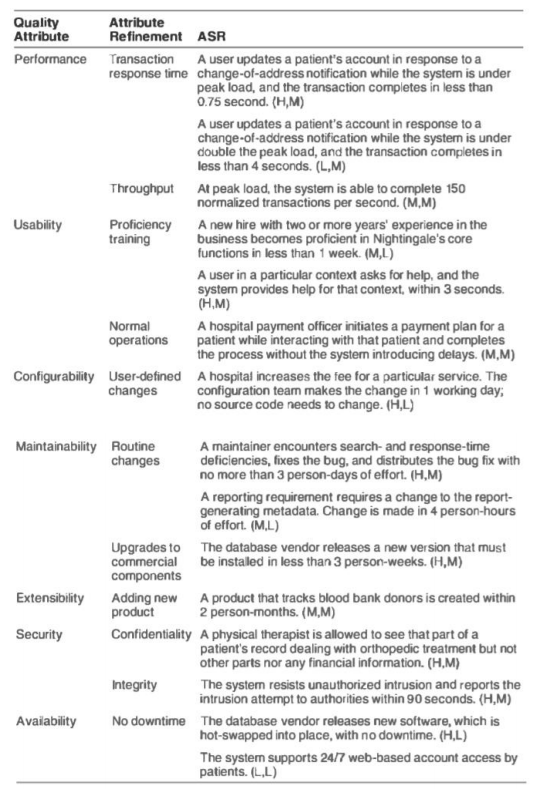 Quality Attribute
Attribute Refinement
ASR
Performance
Transaction response time
A user updates a patient's account in response to a
change-of-address notification while the system is under
peak load, and the transaction completes in less than
0.75 second. (H,M)
A user updates a patient's account in response to a
change-of-address notification while the system is under
double the peak load, and the transaction completes in
less than 4 seconds. (L,M)
Throughput
At peak load, the system is able to complete 150
normalized transactions per second. (M,M)
Usability
Proficiency training
A new hire with two or more years' experience in the
business becomes proficient in Nightingale's core
functions in less than 1 week. (M,L)
A user in a particular context asks for help, and the
system provides help for that context, within 3 seconds.
(H,M)
Normal operations
A hospital payment officer initiates a payment plan for a
patient while interacting with that patient and completes
the process without the system introducing delays. (M,M)
Configurability
User-defined changes
A hospital increases the fee for a particular service. The
configuration team makes the change in 1 working day;
no source code needs to change. (H,L)
Maintainability
Routine changes
A maintainer encounters search- and response-time
deficiencies, fixes the bug, and distributes the bug fix with
no more than 3 person-days of effort. (H,M)
A reporting requirement requires a change to the report-
generating metadata. Change is made in 4 person-hours
of effort. (M,L)
Upgrades to commercial components
The database vendor releases a new version that must
be installed in less than 3 person-weeks. (H,M)
Extensibility
Adding new product
A product that tracks blood bank donors is created within
2 person-months. (M,M)
Security
Confidentiality
A physical therapist is allowed to see that part of a
patient's record dealing with orthopedic treatment but not
other parts nor any financial information. (H,M)
Integrity
The system resists unauthorized intrusion and reports the
intrusion attempt to authorities within 90 seconds. (H,M)
Availability
No downtime
The database vendor releases new software, which is
hot-swapped into place, with no downtime. (H,L)
The system supports 24/7 web-based account access by
patients. (L,L)